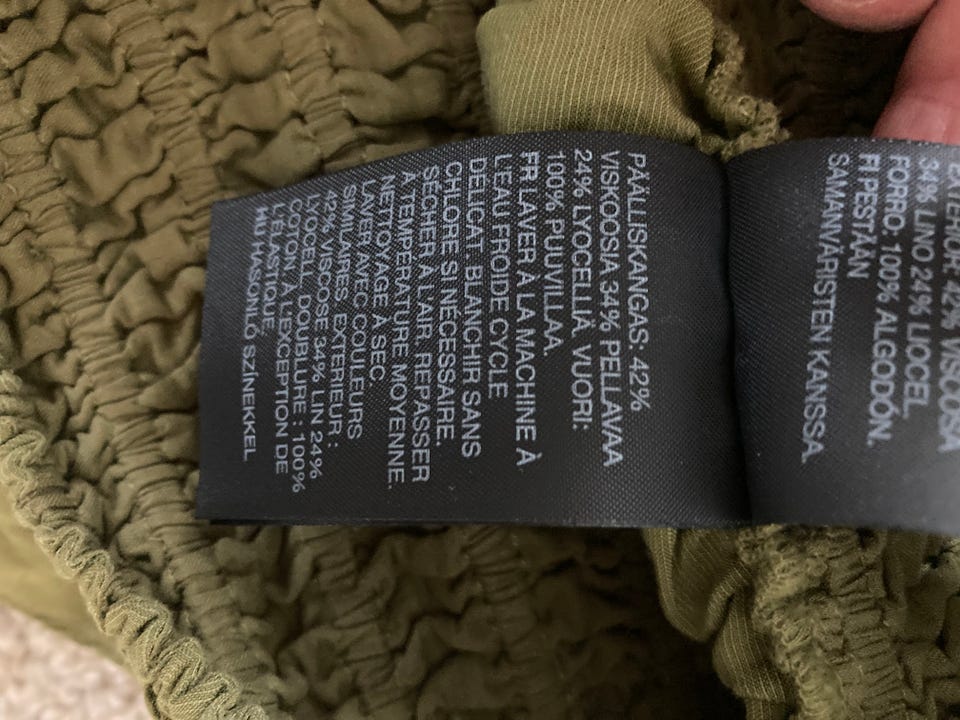 EXTERIOR: 42% VISCOSA
34% LINO 24% LIOCEL,
FORRO: 100% ALGODÓN.
FI PESTÄÄN
SAMANVÄRISTEN KANSSA.
PÄÄLLISKANGAS: 42%
VISKOOSIA 34% PELLAVAA
24% LYOCELLIÄ, VUORI:
100% PUUVILLAA.
FR LAVER À LA MACHINE À
L'EAU FROIDE CYCLE
DELICAT. BLANCHIR SANS
CHLORE SI NÉCESSAIRE.
SÉCHER À L'AIR, REPASSER
À TEMPÉRATURE MOYENNE.
NETTOYAGE À SEC.
LAVER AVEC COULEURS
SIMILAIRES, EXTÉRIEUR :
42% VISCOSE 34% LIN 24%
LYOCELL, DOUBLURE : 100%
COTON À L'EXCEPTION DE
L'ÉLASTIQUE.
HU HASONLÓ SZÍNEKKEL